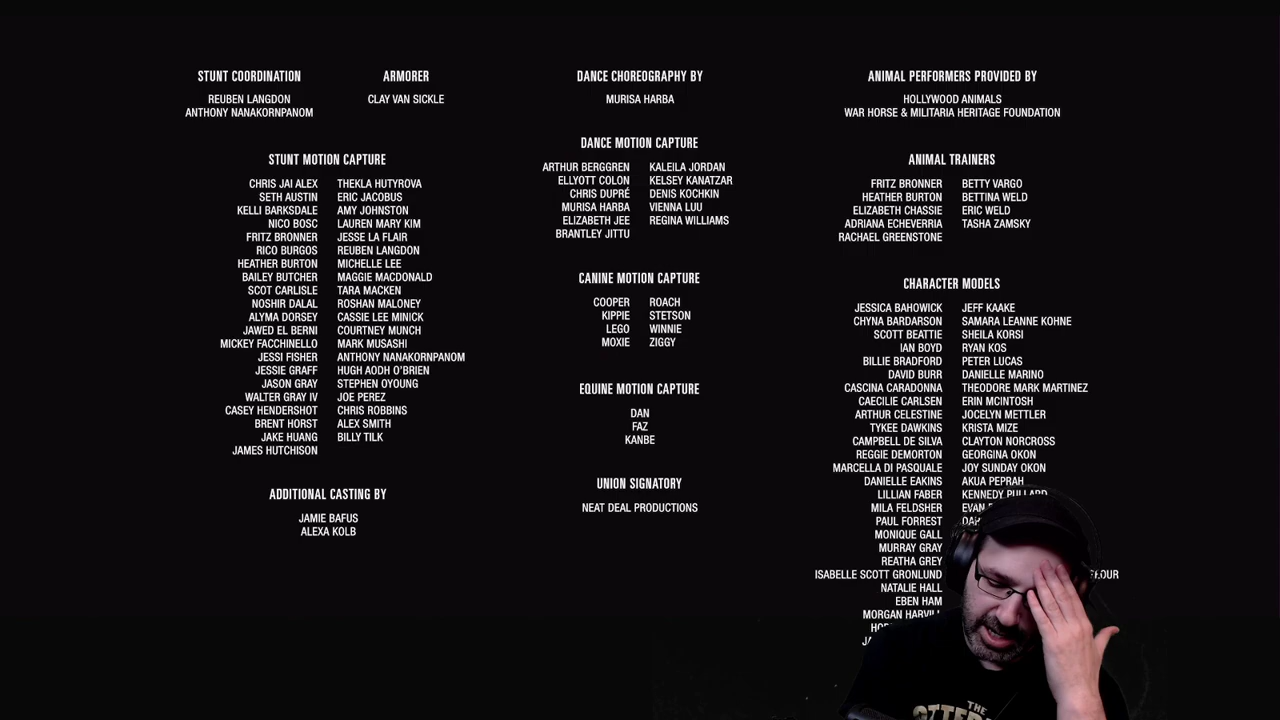 STUNT COORDINATION
REUBEN LANGDON
ANTHONY NANAKORNPANOM
ARMORER
CLAY VAN SICKLE
STUNT MOTION CAPTURE
CHRIS JAI ALEX THEKLA HUTYROVA
SETH AUSTIN ERIC JACOBUS
KELLI BARKSDALE AMY JOHNSTON
NICO BOSC LAUREN MARY KIM
FRITZ BRONNER JESSE LA FLAIR
RICO BURGOS REUBEN LANGDON
HEATHER BURTON MICHELLE LEE
BAILEY BUTCHER MAGGIE MACDONALD
SCOT CARLISLE TARA MACKEN
NOSHIR DALAL ROSHAN MALONEY
ALYMA DORSEY CASSIE LEE MINICK
JAWED EL BERNI COURTNEY MUNCH
MICKEY FACCHINELLO MARK MUSASHI
JESSI FISHER ANTHONY NANAKORNPANOM
JESSIE GRAFF HUGH AODH O'BRIEN
JASON GRAY STEPHEN OYOUNG
WALTER GRAY IV JOE PEREZ
CASEY HENDERSHOT CHRIS ROBBINS
BRENT HORST ALEX SMITH
JAKE HUANG BILLY TILK
JAMES HUTCHISON
ADDITIONAL CASTING BY
JAMIE BAFUS
ALEXA KOLB
DANCE CHOREOGRAPHY BY
MURISA HARBA
DANCE MOTION CAPTURE
ARTHUR BERGGREN KALEILA JORDAN
ELLYOTT COLON KELSEY KANATZAR
CHRIS DUPRÉ DENIS KOCHKIN
MURISA HARBA VIENNA LUU
ELIZABETH JEE REGINA WILLIAMS
BRANTLEY JITTU
CANINE MOTION CAPTURE
COOPER ROACH
KIPPIE STETSON
LEGO WINNIE
MOXIE ZIGGY
EQUINE MOTION CAPTURE
DAN
FAZ
KANBE
UNION SIGNATORY
NEAT DEAL PRODUCTIONS
ANIMAL PERFORMERS PROVIDED BY
HOLLYWOOD ANIMALS
WAR HORSE & MILITARIA HERITAGE FOUNDATION
ANIMAL TRAINERS
FRITZ BRONNER BETTY VARGO
HEATHER BURTON BETTINA WELD
ELIZABETH CHASSIE ERIC WELD
ADRIANA ECHEVERRIA TASHA ZAMSKY
RACHAEL GREENSTONE
CHARACTER MODELS
JESSICA BAHOWICK JEFF KAAKE
CHYNA BARDARSON SAMARA LEANNE KOHNE
SCOTT BEATTIE SHEILA KORSI
IAN BOYD RYAN KOS
BILLIE BRADFORD PETER LUCAS
DAVID BURR DANIELLE MARINO
CASCINA CARADONNA THEODORE MARK MARTINEZ
CAECILIE CARLSEN ERIN MCINTOSH
ARTHUR CELESTINE JOCELYN METTLER
TYKEE DAWKINS KRISTA MIZE
CAMPBELL DE SILVA CLAYTON NORCROSS
REGGIE DEMORTON GEORGINA OKON
MARCELLA DI PASQUALE JOY SUNDAY OKON
DANIELLE EAKINS AKUA PEPRAH
LILLIAN FABER KENNEDY PULLARD
MILA FELDSHER EVAN
PAUL FORREST
MONIQUE GALL
MURRAY GRAY
REATHA GREY
ISABELLE SCOTT GRONLUND
NATALIE HALL
EBEN HAM
MORGAN
THE